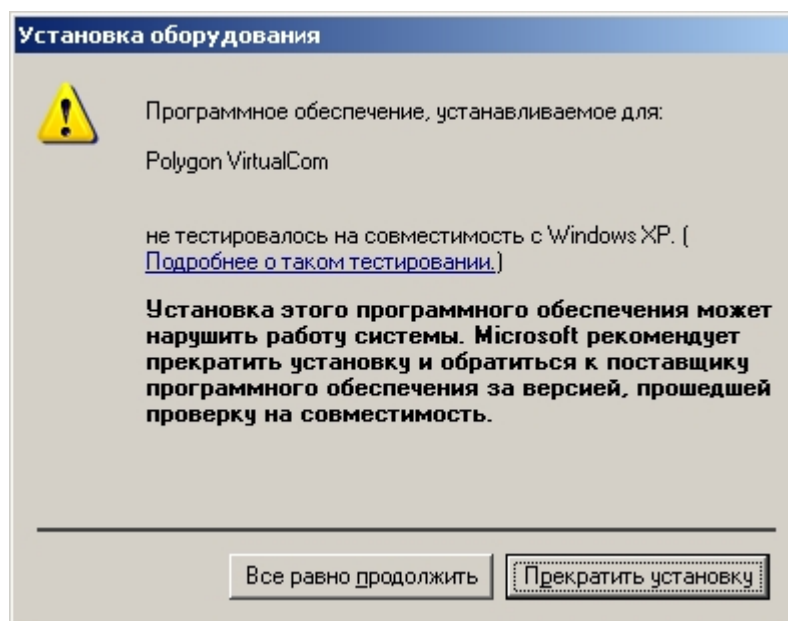 Установка оборудования
Программное обеспечение, устанавливаемое для:
Polygon VirtualCom
не тестировалось на совместимость с Windows XP. (
Подробнее о таком тестировании.)
Установка этого программного обеспечения может
нарушить работу системы. Microsoft рекомендует
прекратить установку и обратиться к поставщику
программного обеспечения за версией, прошедшей
проверку на совместимость.
Все равно продолжить
Прекратить установку